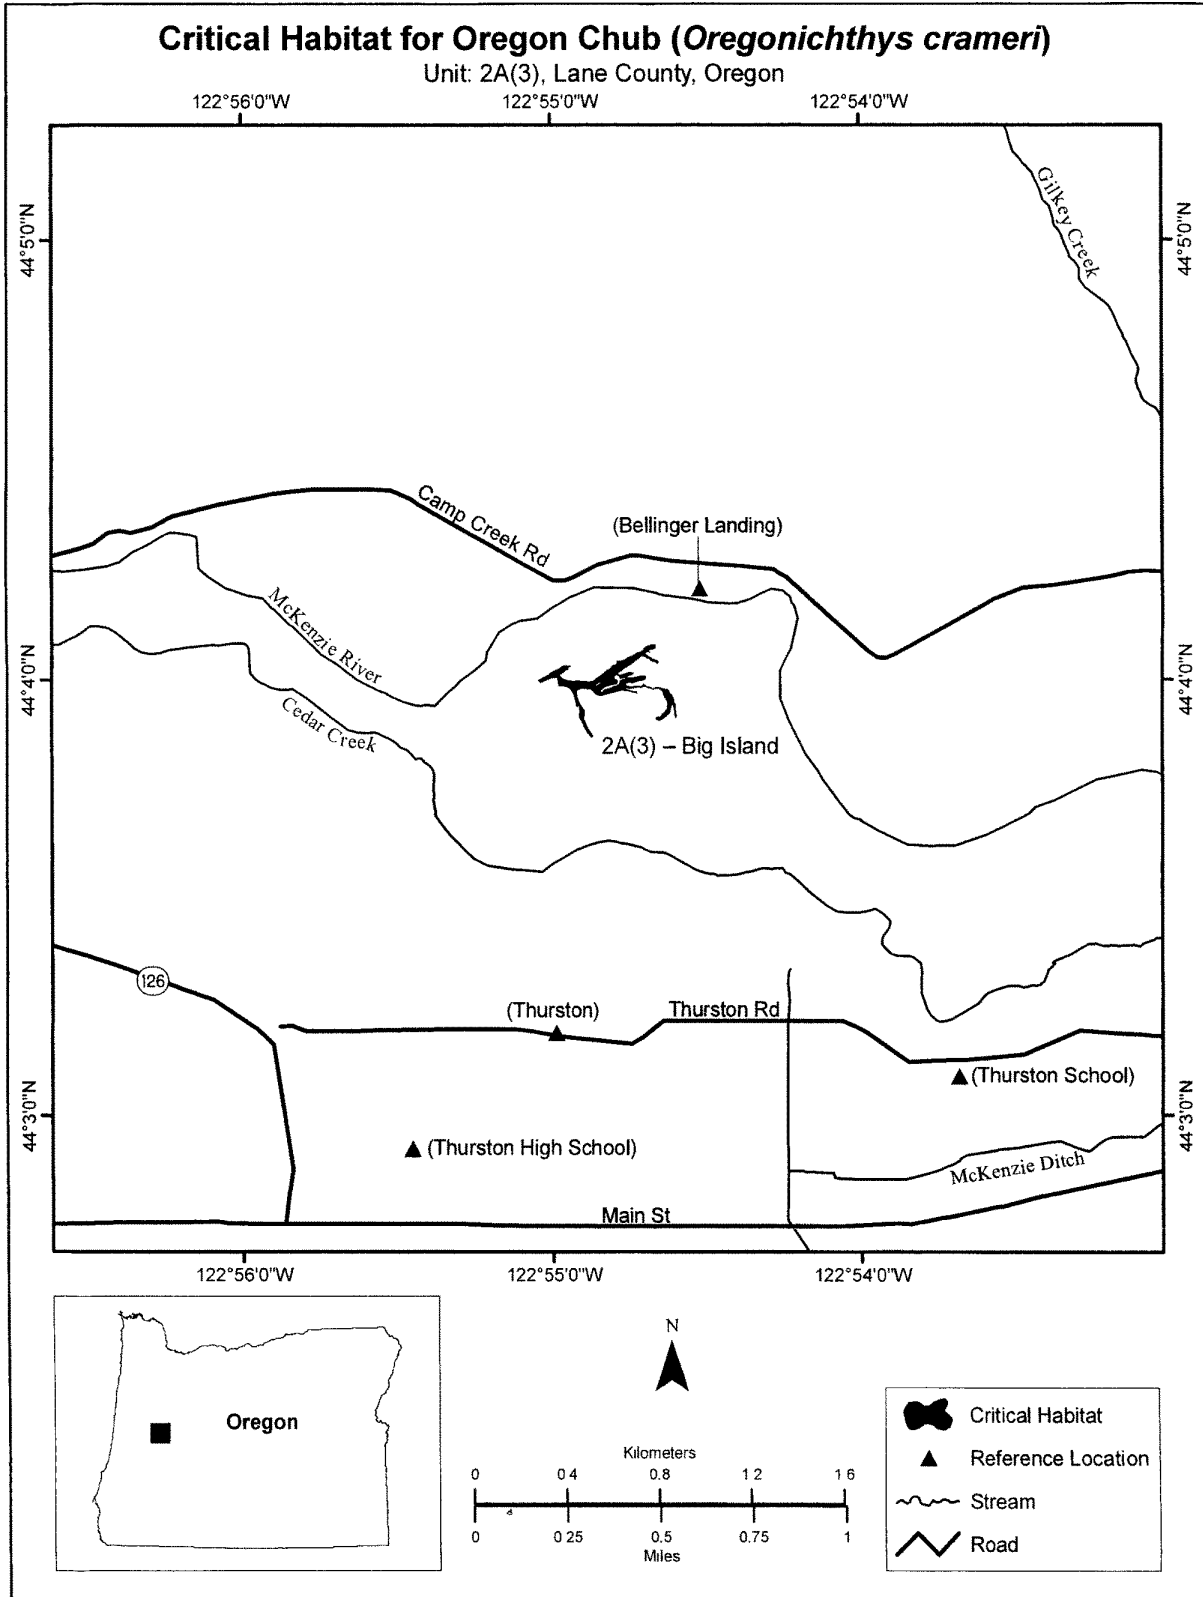 Critical Habitat for Oregon Chub (Oregonichthys crameri)
Unit: 2A(3), Lane County, Oregon
122°56'0"W 122°55'0"W 122°54'0"W
Gilkey Creek
44°5'0"N 44°5'0"N
Camp Creek Rd
(Bellinger Landing)
McKenzie River
44°4'0"N 44°4'0"N
Cedar Creek
2A(3) – Big Island
126
(Thurston)
Thurston Rd
(Thurston School)
44°3'0"N 44°3'0"N
(Thurston High School)
McKenzie Ditch
Main St
122°56'0"W 122°55'0"W 122°54'0"W
N
Oregon
Kilometers
0 0 4 0.8 1 2 1 6
0 0 25 0.5 0.75 1
Miles
Critical Habitat
Reference Location
Stream
Road